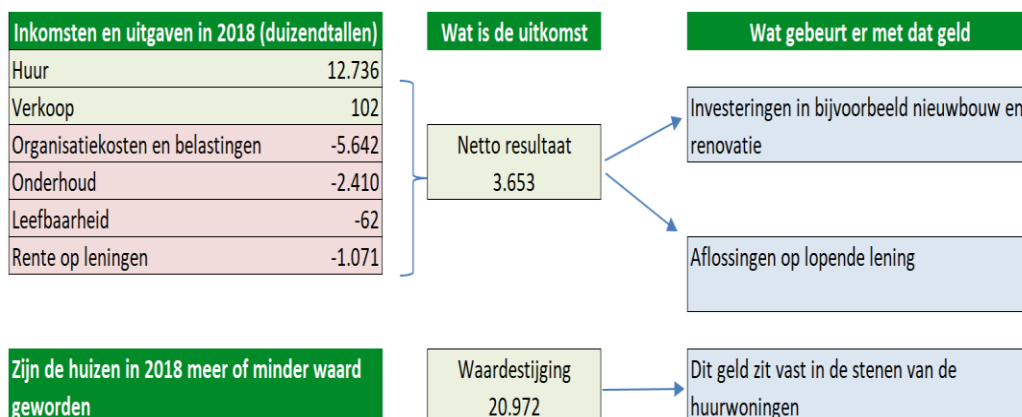 Inkomsten en uitgaven in 2018 (duizendtallen)
Wat is de uitkomst
Wat gebeurt er met dat geld
Huur 12.736
Verkoop 102
Organisatiekosten en belastingen -5.642
Onderhoud -2.410
Leefbaarheid -62
Rente op leningen -1.071
Netto resultaat
3.653
Investeringen in bijvoorbeeld nieuwbouw en
renovatie
Aflossingen op lopende lening
Zijn de huizen in 2018 meer of minder waard
geworden
Waardestijging
20.972
Dit geld zit vast in de stenen van de
huurwoningen